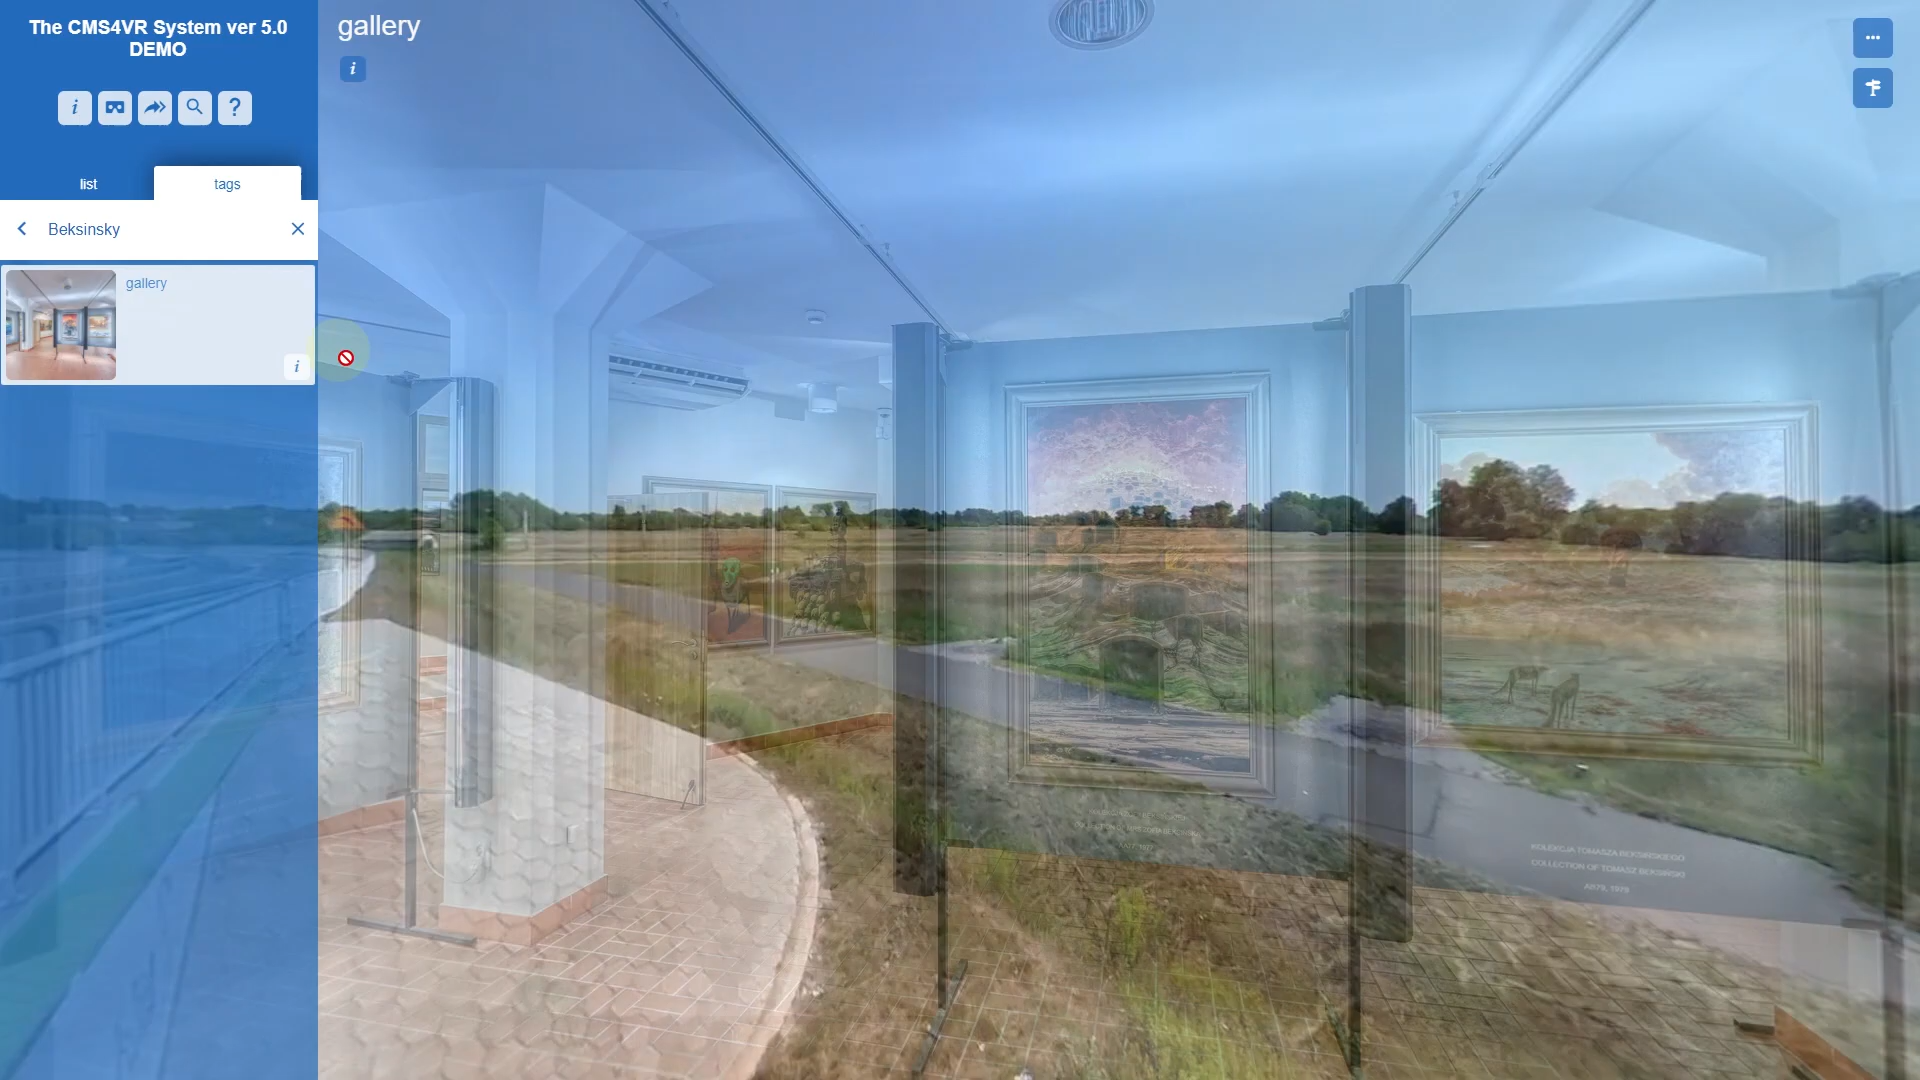 The CMS4VR System ver 5.0
DEMO
list
tags
Beksinsky
gallery
gallery
KOLEKCJA TOMASZA BEKSIŃSKIEGO
COLLECTION OF TOMASZ BEKSIŃSKI